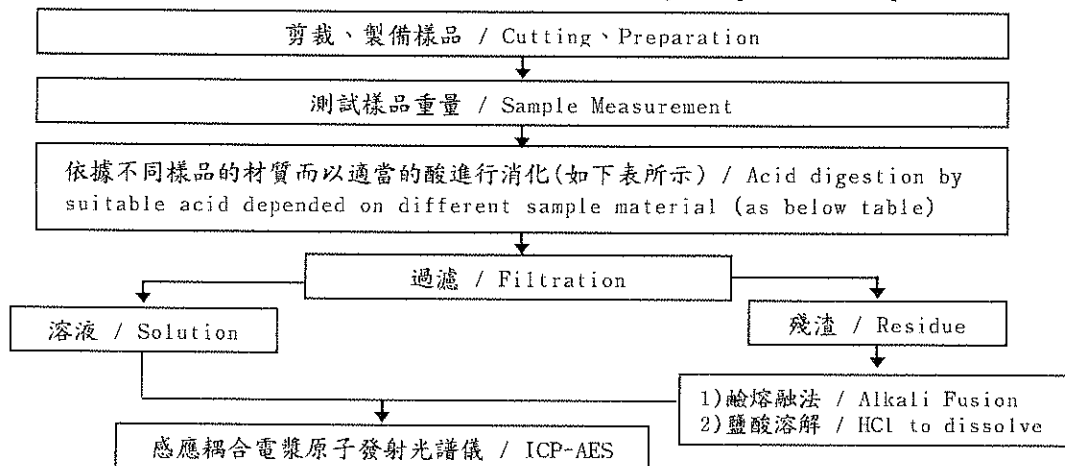 剪裁、製備樣品 / Cutting、Preparation
測試樣品重量 / Sample Measurement
依據不同樣品的材質而以適當的酸進行消化(如下表所示) / Acid digestion by
suitable acid depended on different sample material (as below table)
過濾 / Filtration
溶液 / Solution
殘渣 / Residue
1)鹼熔融法 / Alkali Fusion
2)鹽酸溶解 / HCl to dissolve
感應耦合電漿原子發射光譜儀 / ICP-AES